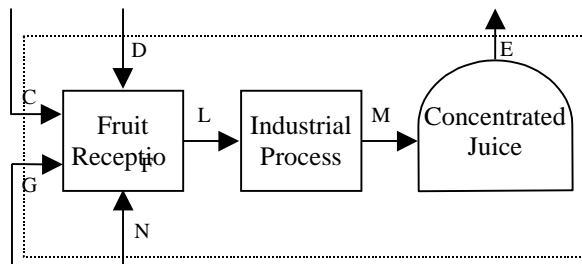 D
E
C
L
M
Fruit
Receptio
F
Industrial
Process
Concentrated
Juice
G
N